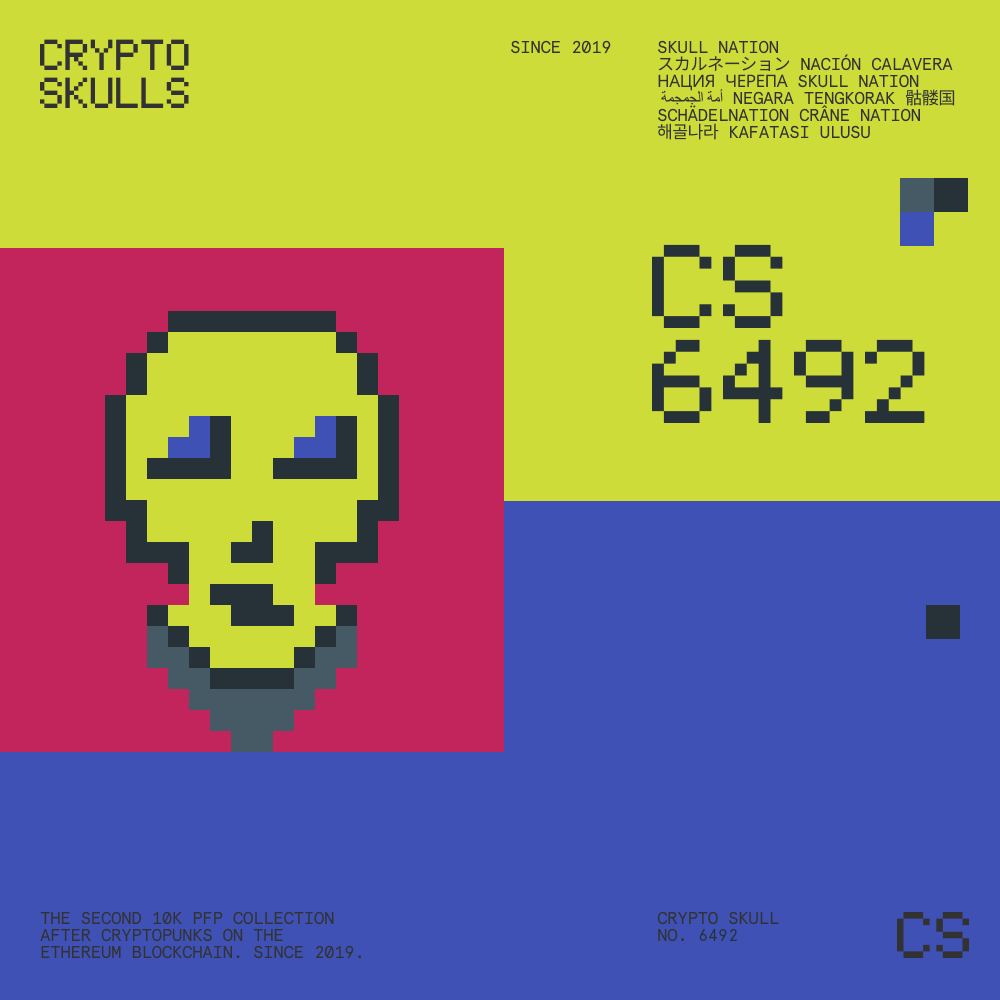 CRYPTO
SKULLS
SINCE 2019
SKULL NATION
スカルネーション NACIÓN CALAVERA
НАЦИЯ ЧЕРЕПА SKULL NATION
أمة الجمجمة NEGARA TENGKORAK 骷髅国
SCHÄDELNATION CRÂNE NATION
해골나라 KAFATASI ULUSU
CS
6492
THE SECOND 10K PFP COLLECTION
AFTER CRYPTOPUNKS ON THE
ETHEREUM BLOCKCHAIN. SINCE 2019.
CRYPTO SKULL
NO. 6492
CS